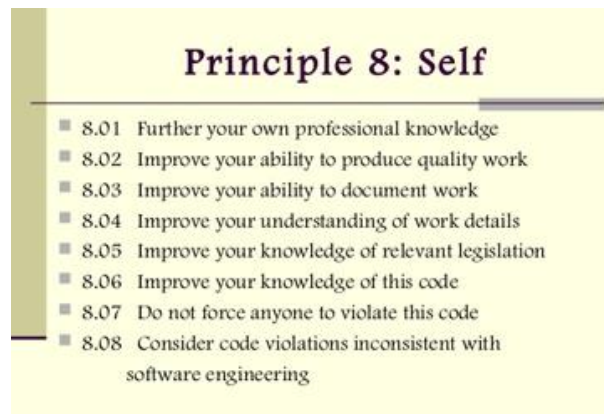 Principle 8: Self
8.01 Further your own professional knowledge
8.02 Improve your ability to produce quality work
8.03 Improve your ability to document work
8.04 Improve your understanding of work details
8.05 Improve your knowledge of relevant legislation
8.06 Improve your knowledge of this code
8.07 Do not force anyone to violate this code
8.08 Consider code violations inconsistent with
software engineering